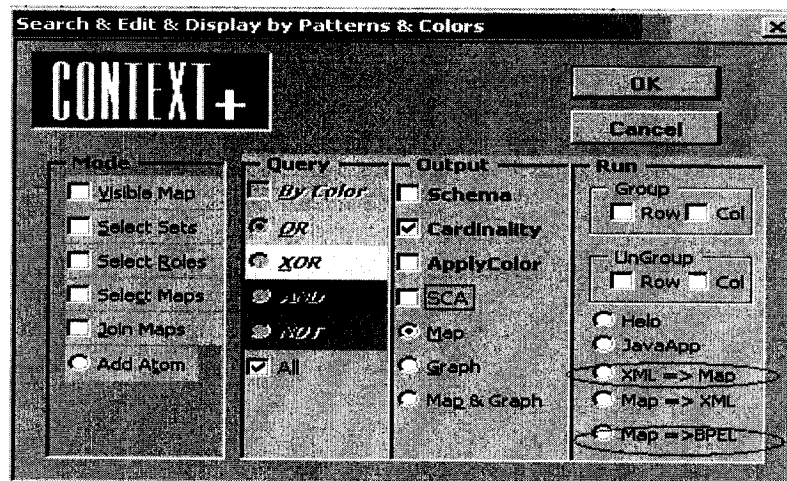 Search & Edit & Display by Patterns & Colors
CONTEXT+
OK
Cancel
Mode
Visible Map
Select Sets
Select Roles
Select Maps
Join Maps
Add Atom
Query
By Color
OR
XOR
AND
NOT
All
Output
Schema
Cardinality
ApplyColor
SCA
Map
Graph
Map & Graph
Run
Group
Row Col
UnGroup
Row Col
Help
JavaApp
XML => Map
Map => XML
Map =>BPEL